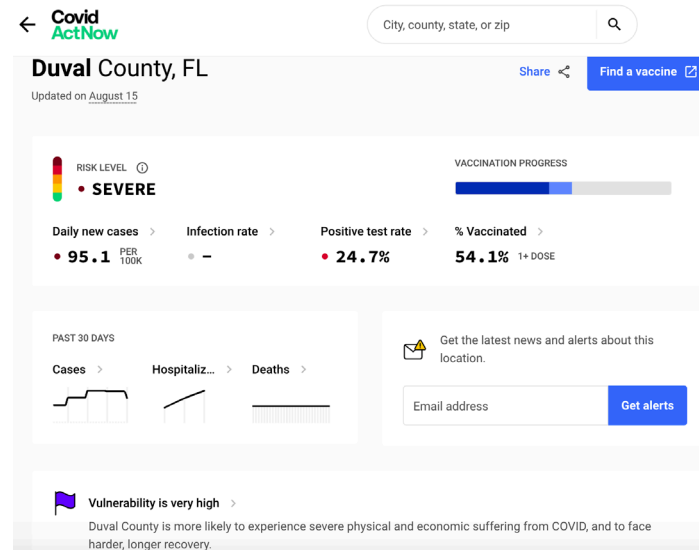 Covid
ActNow
City, county, state, or zip
Duval County, FL
Share
Find a vaccine
Updated on August 15
RISK LEVEL
SEVERE
VACCINATION PROGRESS
Daily new cases
Infection rate
Positive test rate
% Vaccinated
95.1 PER 100K
–
24.7%
54.1% 1+ DOSE
PAST 30 DAYS
Cases
Hospitaliz...
Deaths
Get the latest news and alerts about this
location.
Email address
Get alerts
Vulnerability is very high
Duval County is more likely to experience severe physical and economic suffering from COVID, and to face
harder, longer recovery.